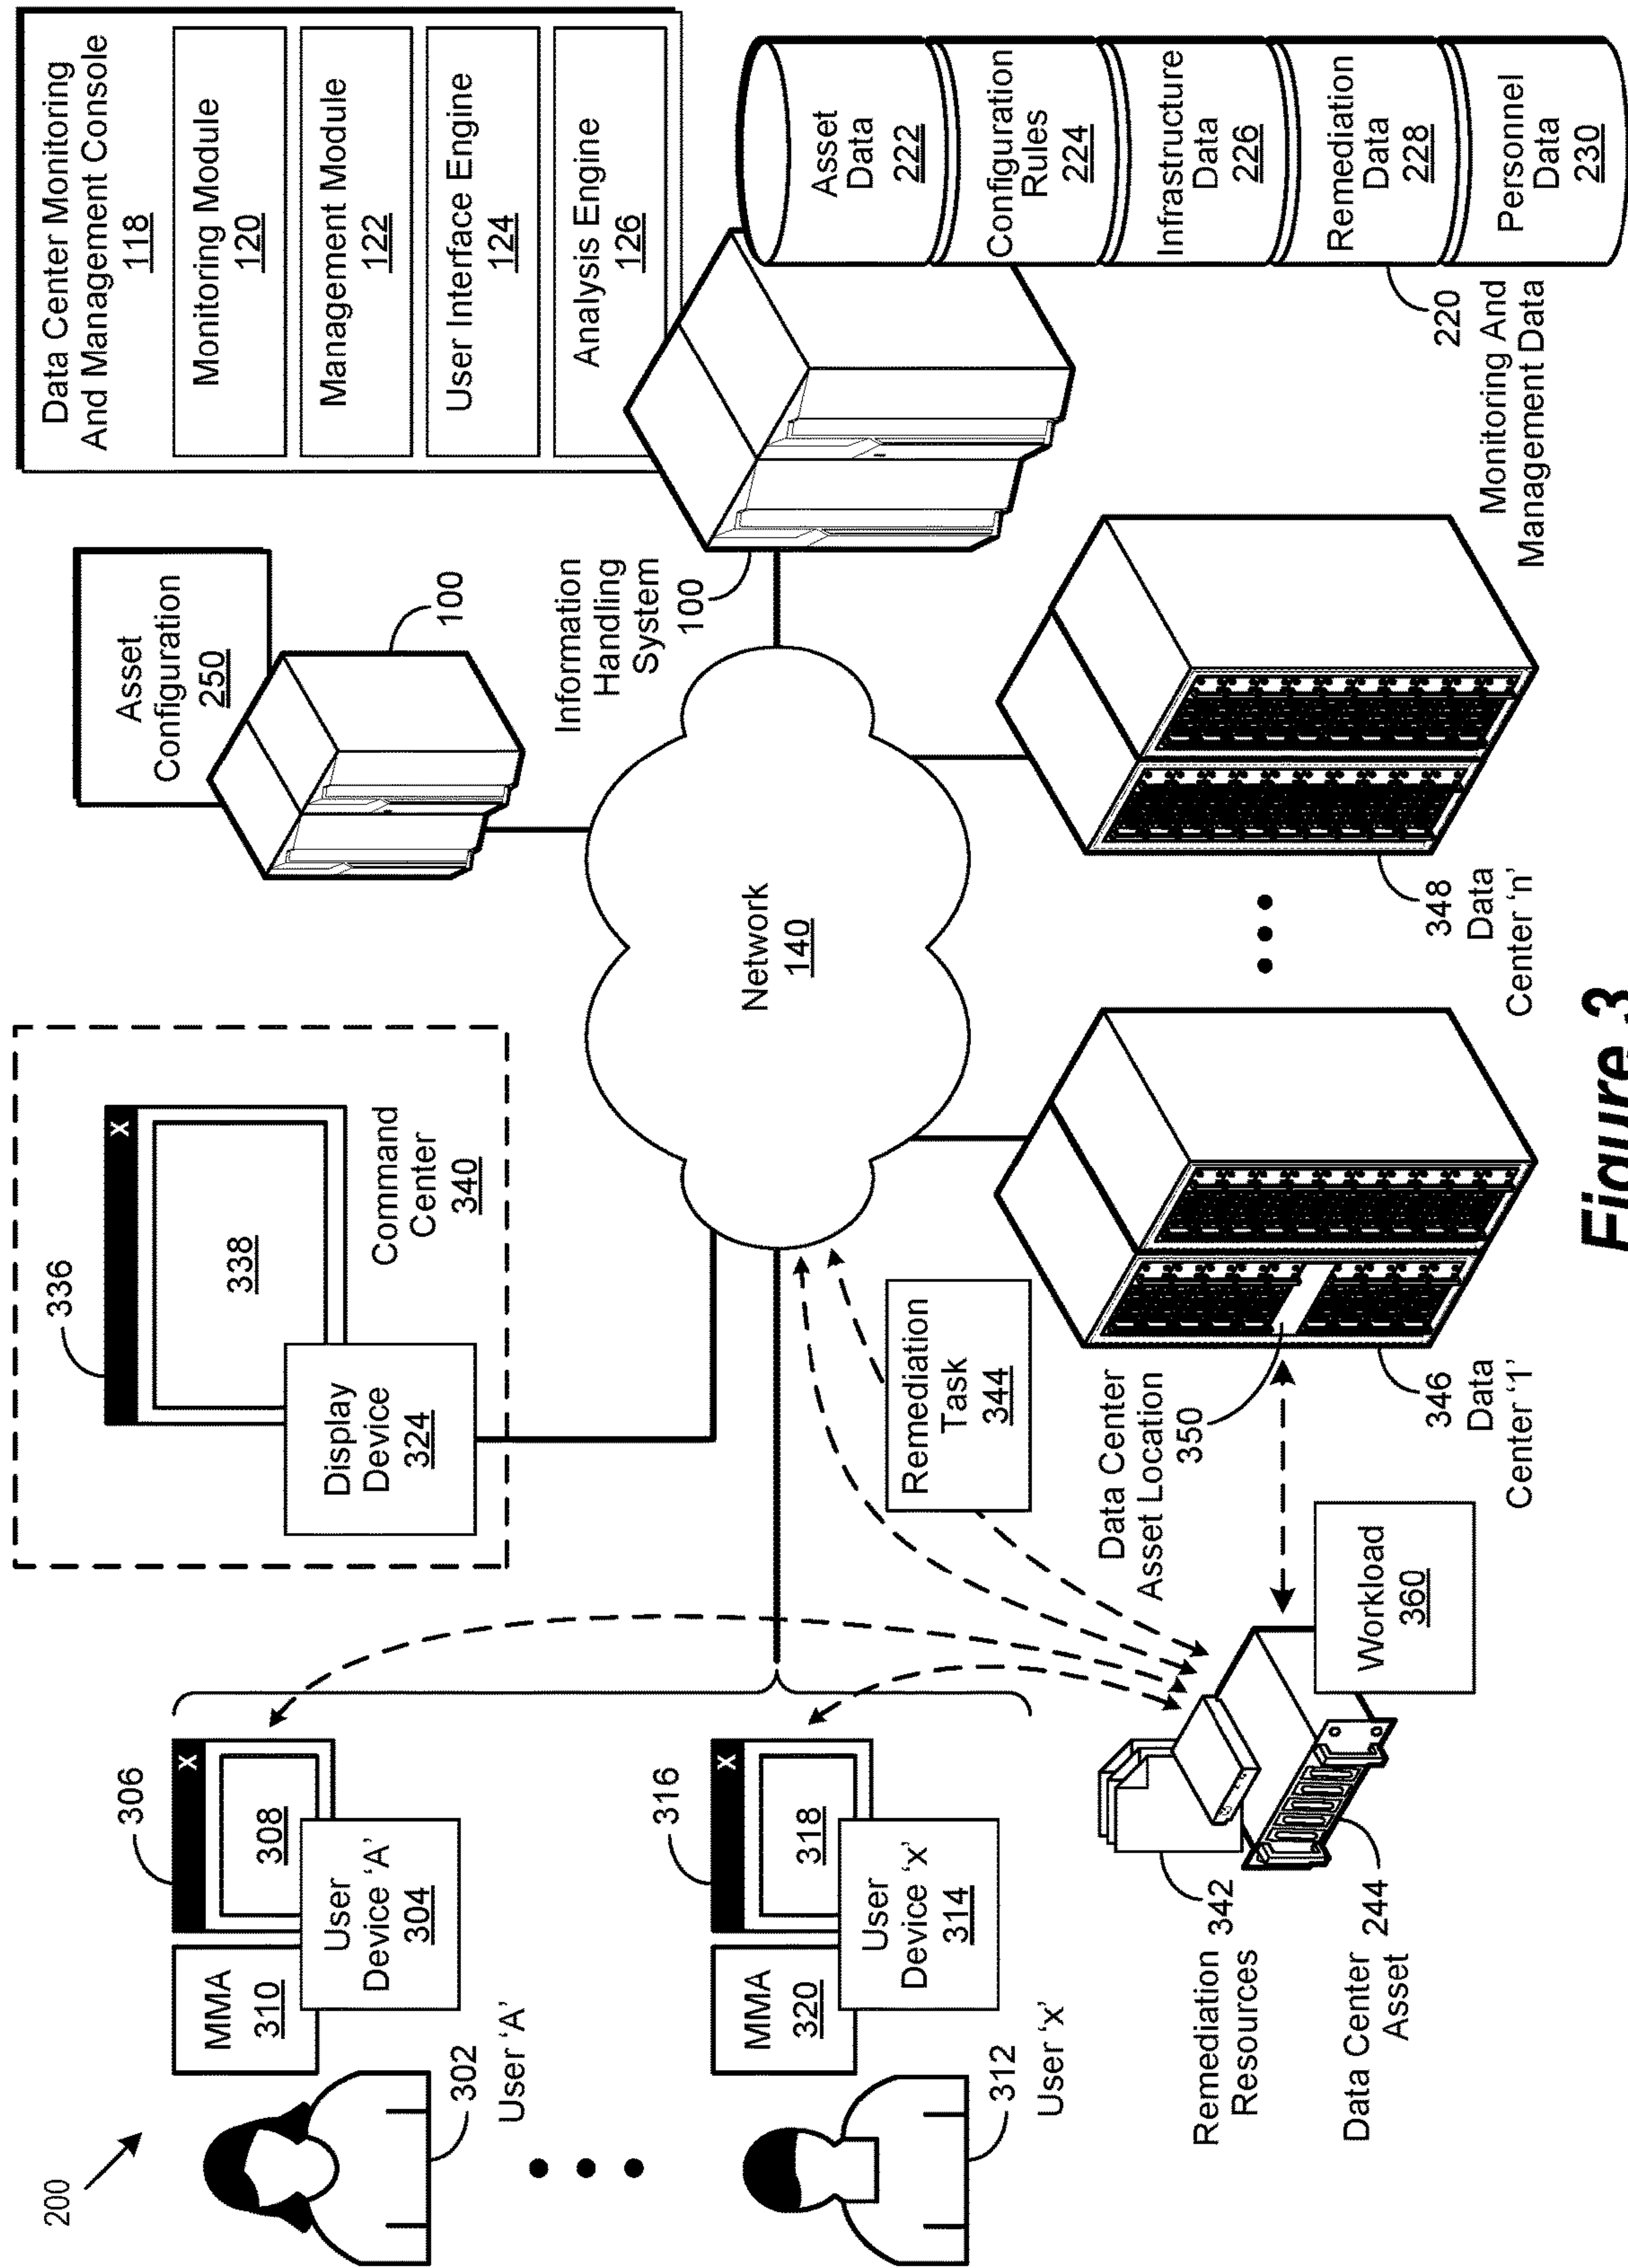 200
302
User 'A'
MMA
310
306
X
308
User
Device 'A'
304
312
User 'x'
MMA
320
316
X
318
User
Device 'x'
314
336
X
338
Display
Device
324
Command
Center
340
Asset
Configuration
250
100
Data Center Monitoring
And Management Console
118
Monitoring Module
120
Management Module
122
User Interface Engine
124
Analysis Engine
126
Information
Handling
System
100
Network
140
Asset
Data
222
Configuration
Rules
224
Infrastructure
Data
226
Remediation
Data
228
Personnel
Data
230
220
Monitoring And
Management Data
Remediation
Task
344
Remediation 342
Resources
Data Center 244
Asset
Workload
360
Data Center
Asset Location
350
346
Data
Center '1'
348
Data
Center 'n'
Figure 3